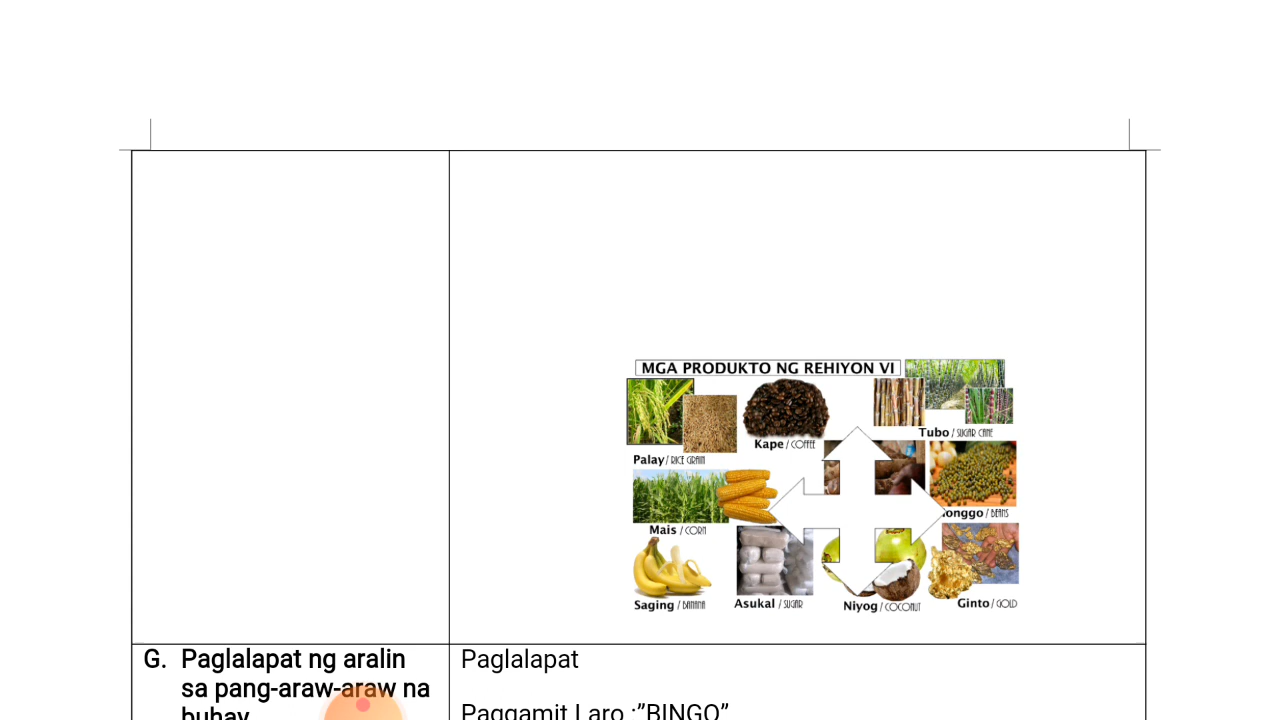 MGA PRODUKTO NG REHIYON VI
Tubo / SUGAR CANE
Kape / COFFEE
Palay / RICE GRAIN
onggo / BEANS
Mais / CORN
Saging / BANANA
Asukal / SUGAR
Niyog / COCONUT
Ginto / GOLD
G. Paglalapat ng aralin
sa pang-araw-araw na
buhay
Paglalapat
Paggamit Laro :”BINGO”